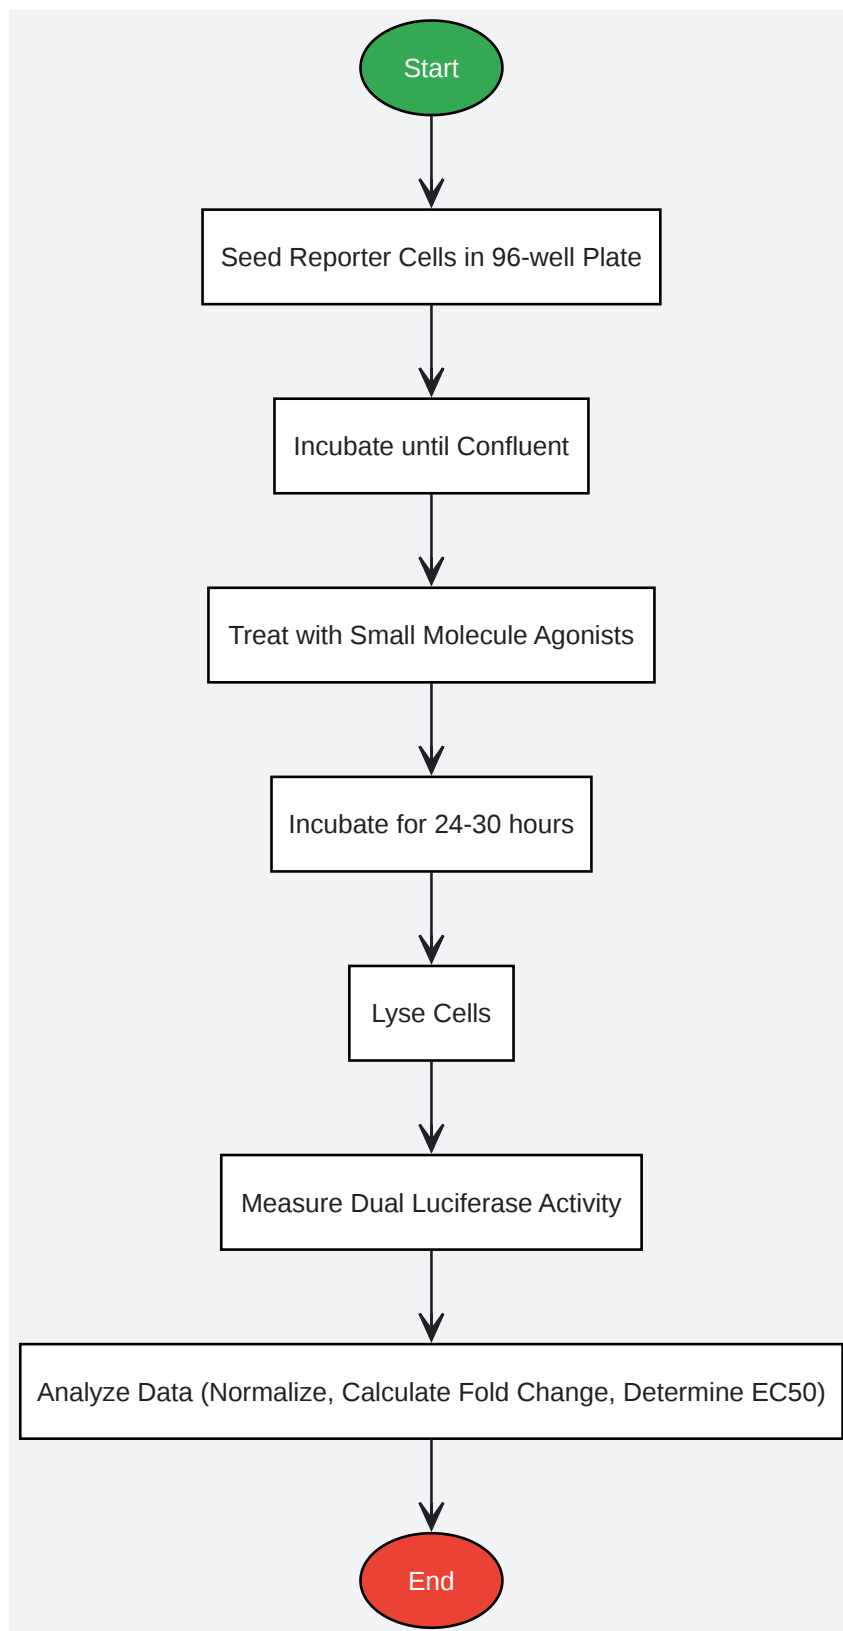 Start
Seed Reporter Cells in 96-well Plate
Incubate until Confluent
Treat with Small Molecule Agonists
Incubate for 24-30 hours
Lyse Cells
Measure Dual Luciferase Activity
Analyze Data (Normalize, Calculate Fold Change, Determine EC50)
End